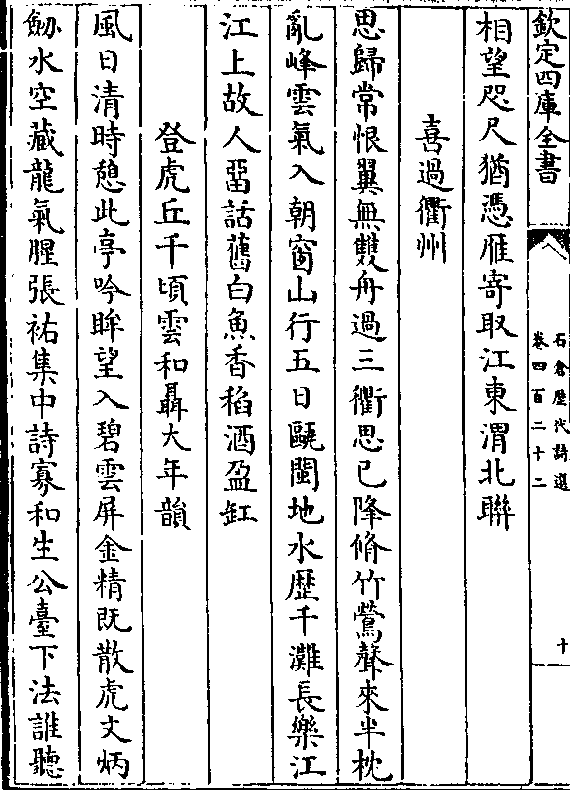 欽定四庫全書
石倉歷代詩選
卷四百二十二
十
相望咫尺猶憑雁寄取江東渭北聯
喜過衢州
思歸常恨翼無雙舟過三衢思已降脩竹鶯聲來半枕
亂峰雲氣入朝窗山行五日甌閩地水歷千灘長樂江
江上故人畱話舊白魚香稻酒盈缸
登虎丘千頃雲和聶大年韻
風日清時憩此亭吟眸望入碧雲屏金精既散虎文炳
劒水空藏龍氣腥張祐集中詩寡和生公臺下法誰聽